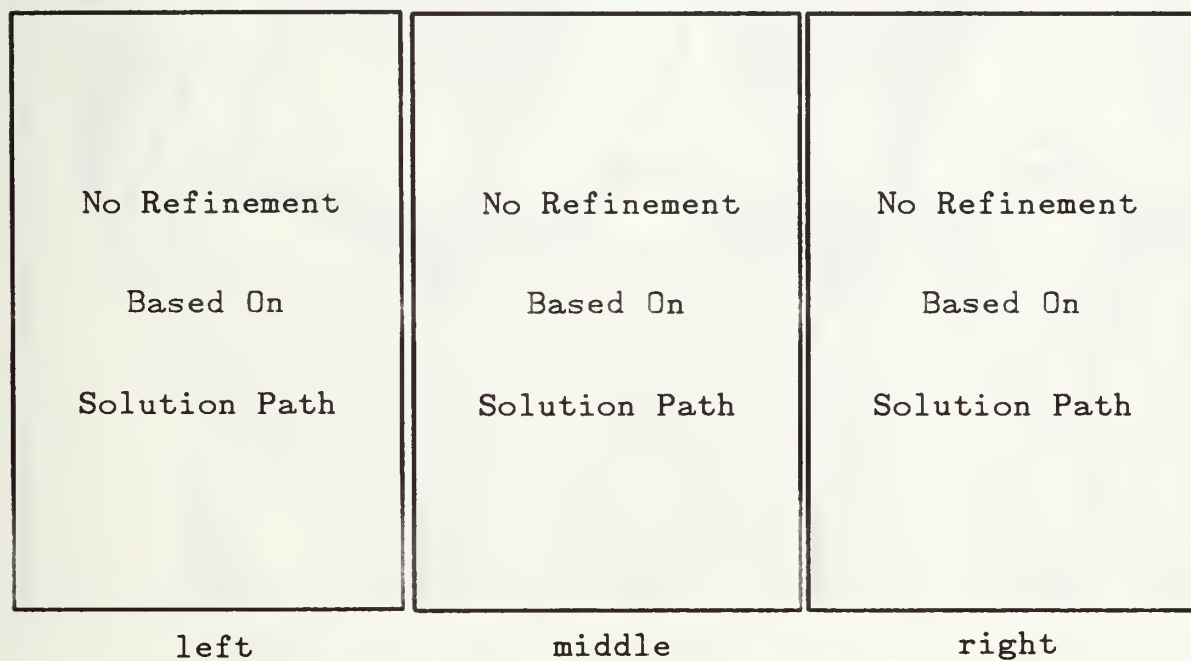 No Refinement
Based On
Solution Path
left
No Refinement
Based On
Solution Path
middle
No Refinement
Based On
Solution Path
right